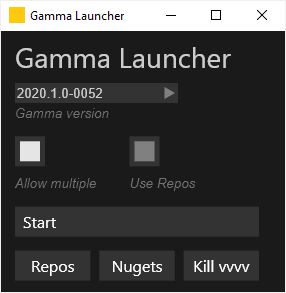 Gamma Launcher
Gamma Launcher
2020.1.0-0052
Gamma version
Allow multiple Use Repos
Start
Repos Nugets Kill vvvv